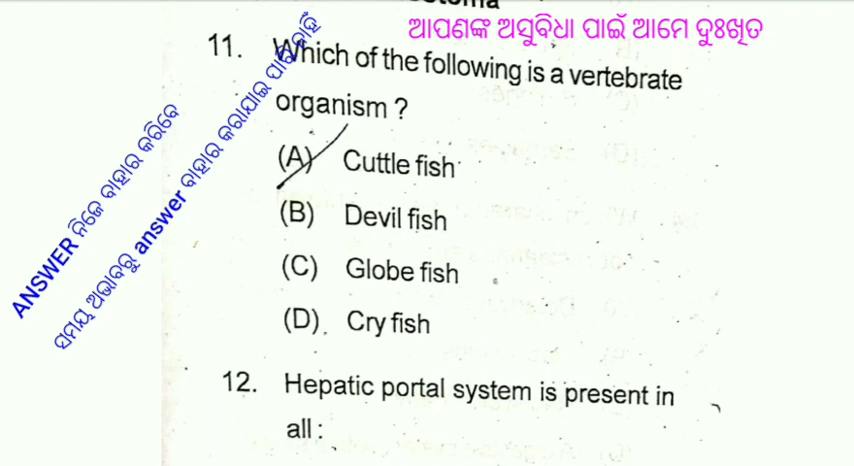 ଆପଣଙ୍କ ଅସୁବିଧା ପାଇଁ ଆମେ ଦୁଃଖିତ
11. Which of the following is a vertebrate
organism ?
(A) Cuttle fish
(B) Devil fish
(C) Globe fish
(D) Cry fish
12. Hepatic portal system is present in
all :
ANSWER ନିଜେ ବାହାର କରିବେ
ସମୟ ଅଭାବରୁ answer ବାହାର କରାଯାଇ ପାରିନାହିଁ